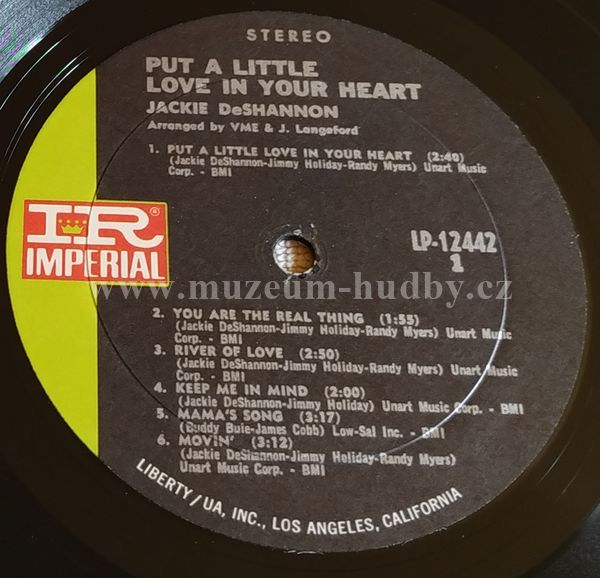 STEREO
PUT A LITTLE
LOVE IN YOUR HEART
JACKIE DeSHANNON
Arranged by VME & J. Langsford
1. PUT A LITTLE LOVE IN YOUR HEART (2:40)
(Jackie DeShannon-Jimmy Holiday-Randy Myers) Unart Music
Corp. - BMI
IR®
IMPERIAL
LP-12442
1
www.muzeum-hudby.cz
2. YOU ARE THE REAL THING (1:55)
(Jackie DeShannon-Jimmy Holiday-Randy Myers) Unart Music
Corp. - BMI
3. RIVER OF LOVE (2:50)
(Jackie DeShannon-Jimmy Holiday-Randy Myers) Unart Music
Corp. - BMI
4. KEEP ME IN MIND (2:00)
(Jackie DeShannon-Jimmy Holiday) Unart Music Corp. - BMI
5. MAMA'S SONG (3:17)
(Buddy Buie-James Cobb) Low-Sal Inc. - BMI
6. MOVIN' (3:12)
(Jackie DeShannon-Jimmy Holiday-Randy Myers)
Unart Music Corp. - BMI
LIBERTY/UA, INC., LOS ANGELES, CALIFORNIA